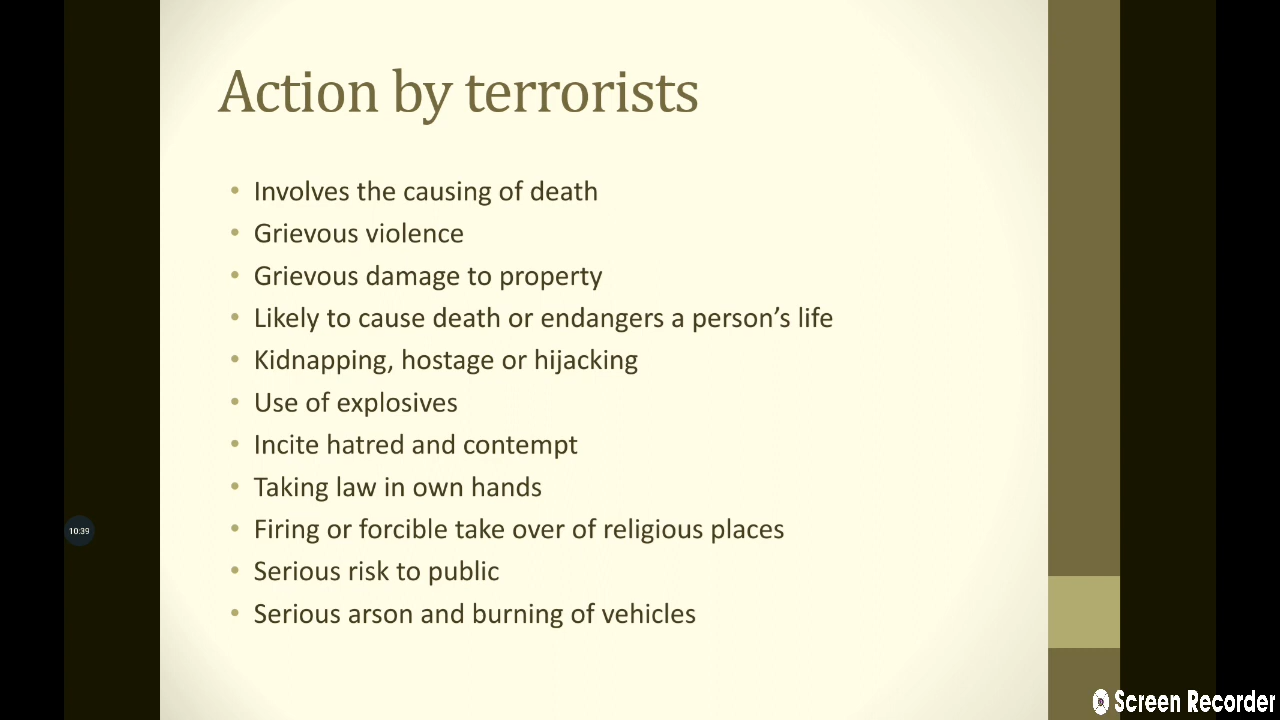 Action by terrorists
• Involves the causing of death
• Grievous violence
• Grievous damage to property
• Likely to cause death or endangers a person’s life
• Kidnapping, hostage or hijacking
• Use of explosives
• Incite hatred and contempt
• Taking law in own hands
• Firing or forcible take over of religious places
• Serious risk to public
• Serious arson and burning of vehicles
10:39
Screen Recorder